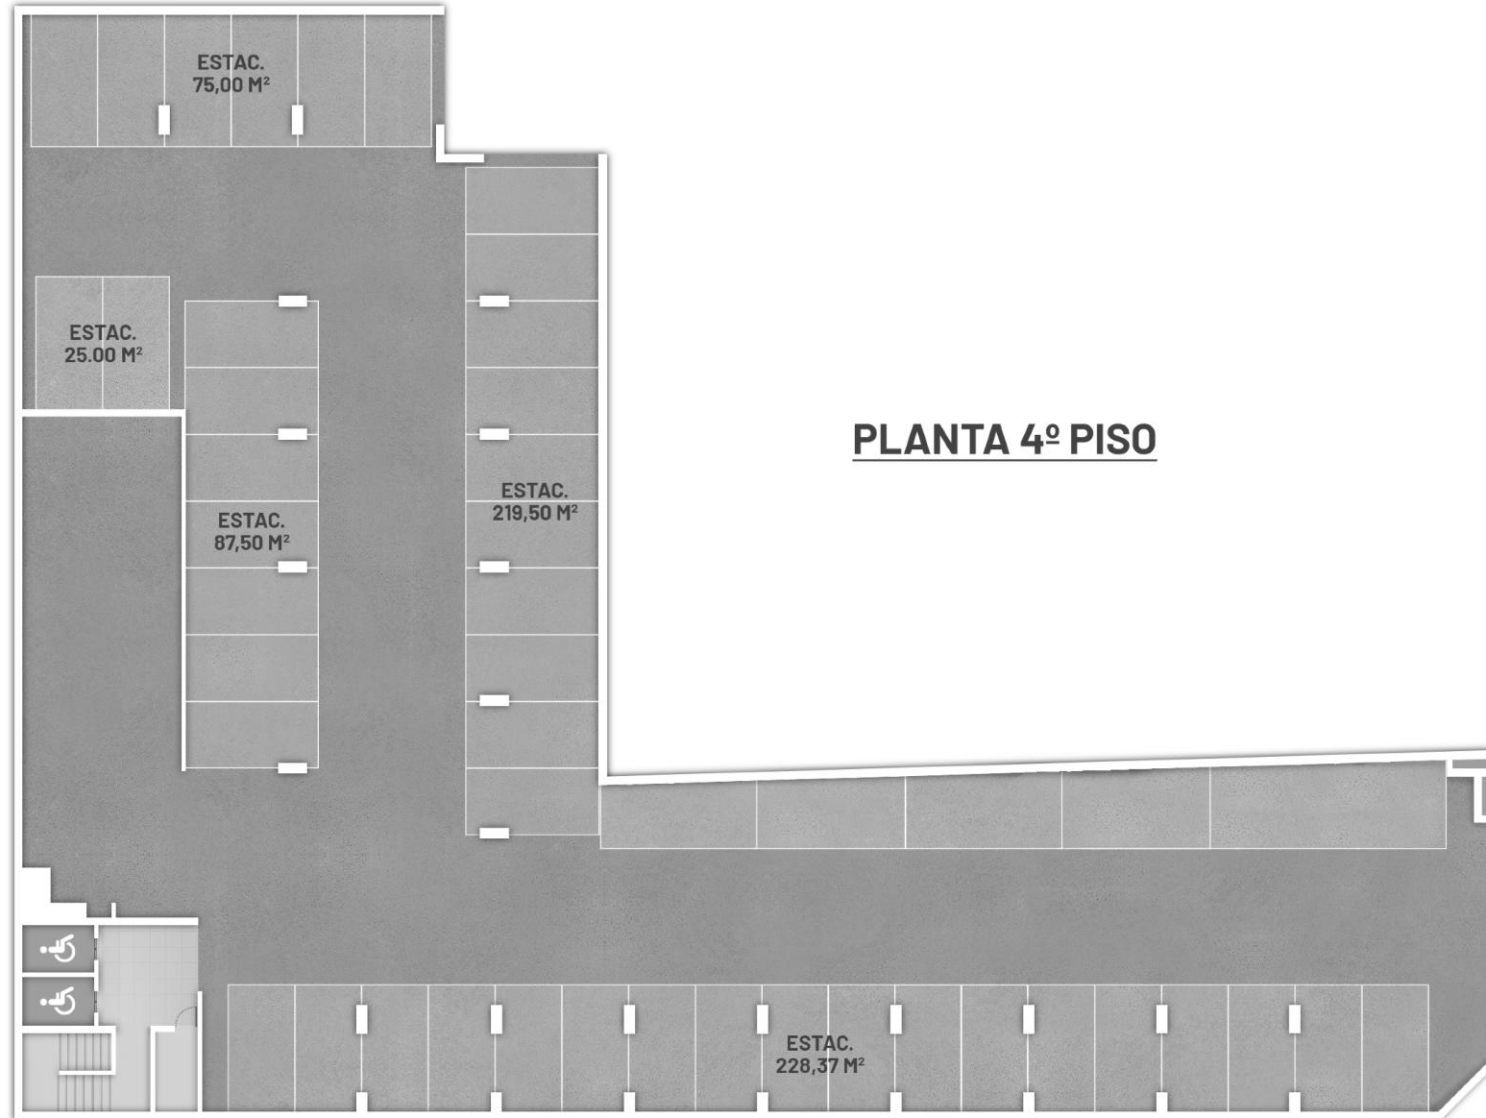 ESTAC.
75,00 M²
ESTAC.
25.00 M²
ESTAC.
87,50 M²
ESTAC.
219,50 M²
PLANTA 4º PISO
ESTAC.
228,37 M²